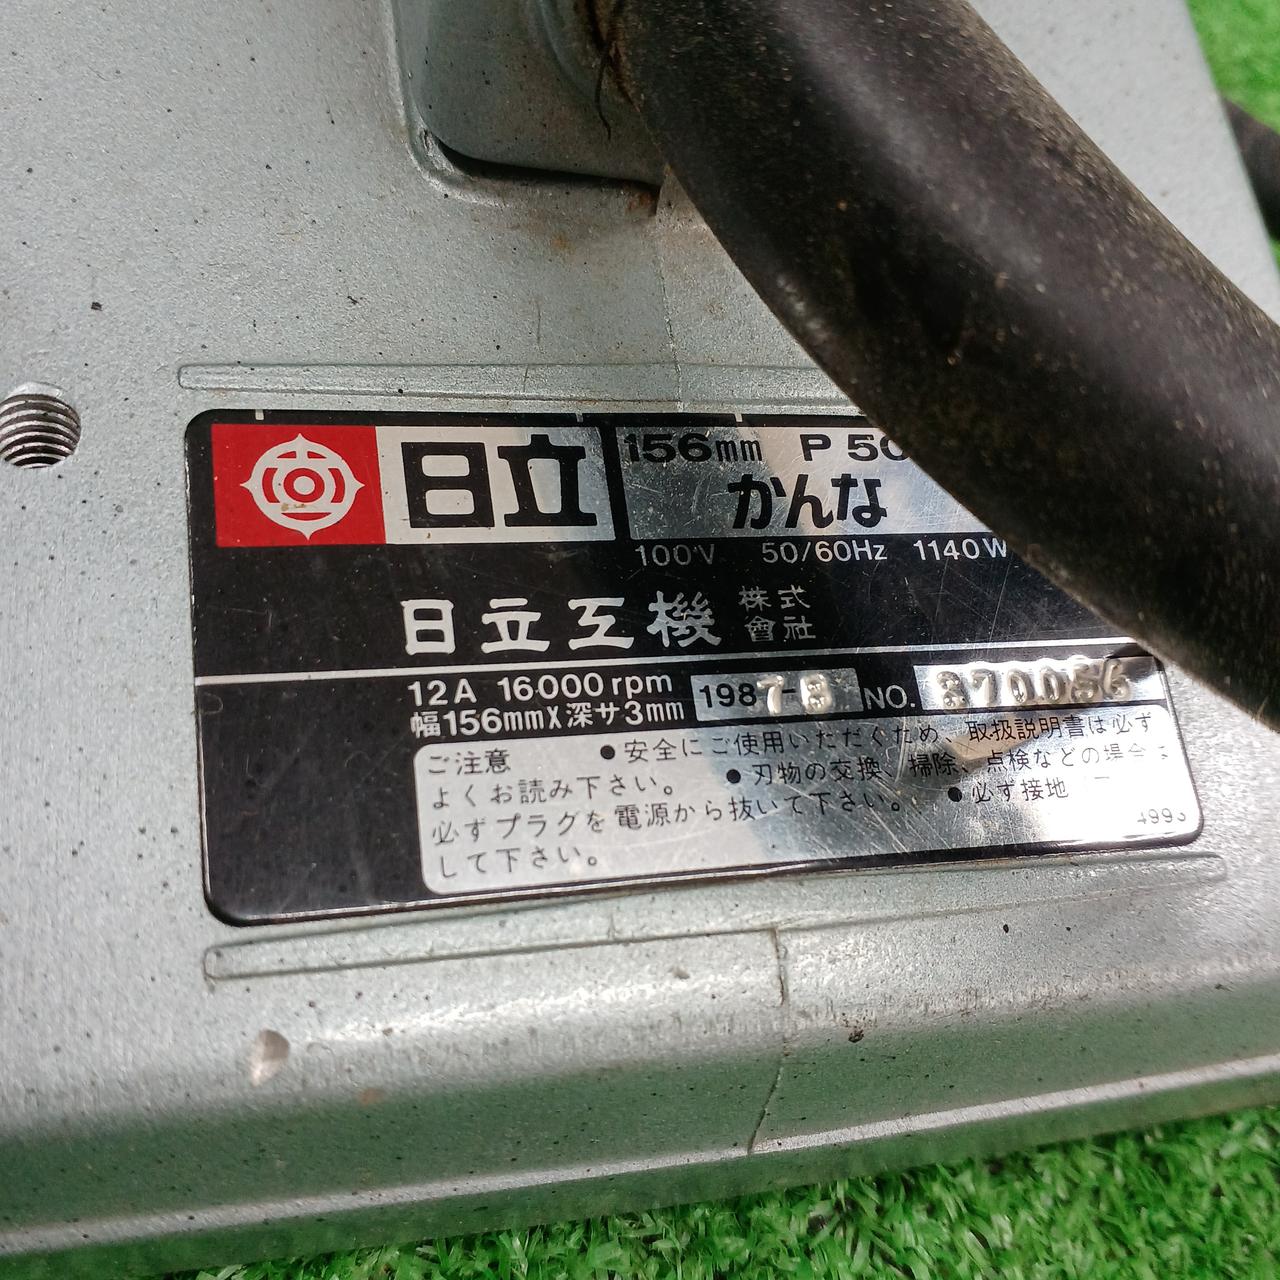 日立
156mm P 50
かんな
100V 50/60Hz 1140W
日立工機 株式會社
12A 16000rpm
幅156mm×深サ3mm
1987-8 NO. 370056
ご注意 ●安全にご使用いただくため、取扱説明書は必ず
よくお読み下さい。 ●刃物の交換、掃除、点検などの場合は
必ずプラグを電源から抜いて下さい。 ●必ず接地
して下さい。